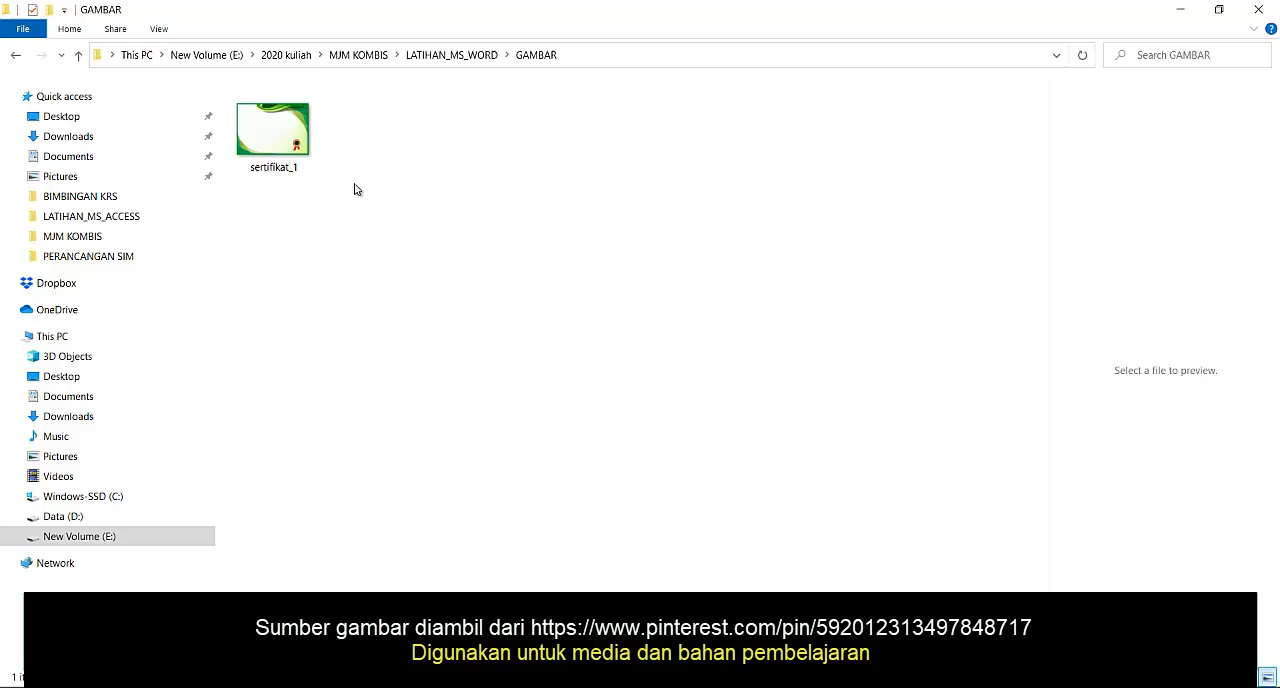 GAMBAR
File Home Share View
This PC New Volume (E:) 2020 kuliah MJM KOMBIS LATIHAN_MS_WORD GAMBAR
Search GAMBAR
Quick access
Desktop
Downloads
Documents
Pictures
BIMBINGAN KRS
LATIHAN_MS_ACCESS
MJM KOMBIS
PERANCANGAN SIM
Dropbox
OneDrive
This PC
3D Objects
Desktop
Documents
Downloads
Music
Pictures
Videos
Windows-SSD (C:)
Data (D:)
New Volume (E:)
Network
sertifikat_1
Select a file to preview.
Sumber gambar diambil dari https://www.pinterest.com/pin/592012313497848717
Digunakan untuk media dan bahan pembelajaran